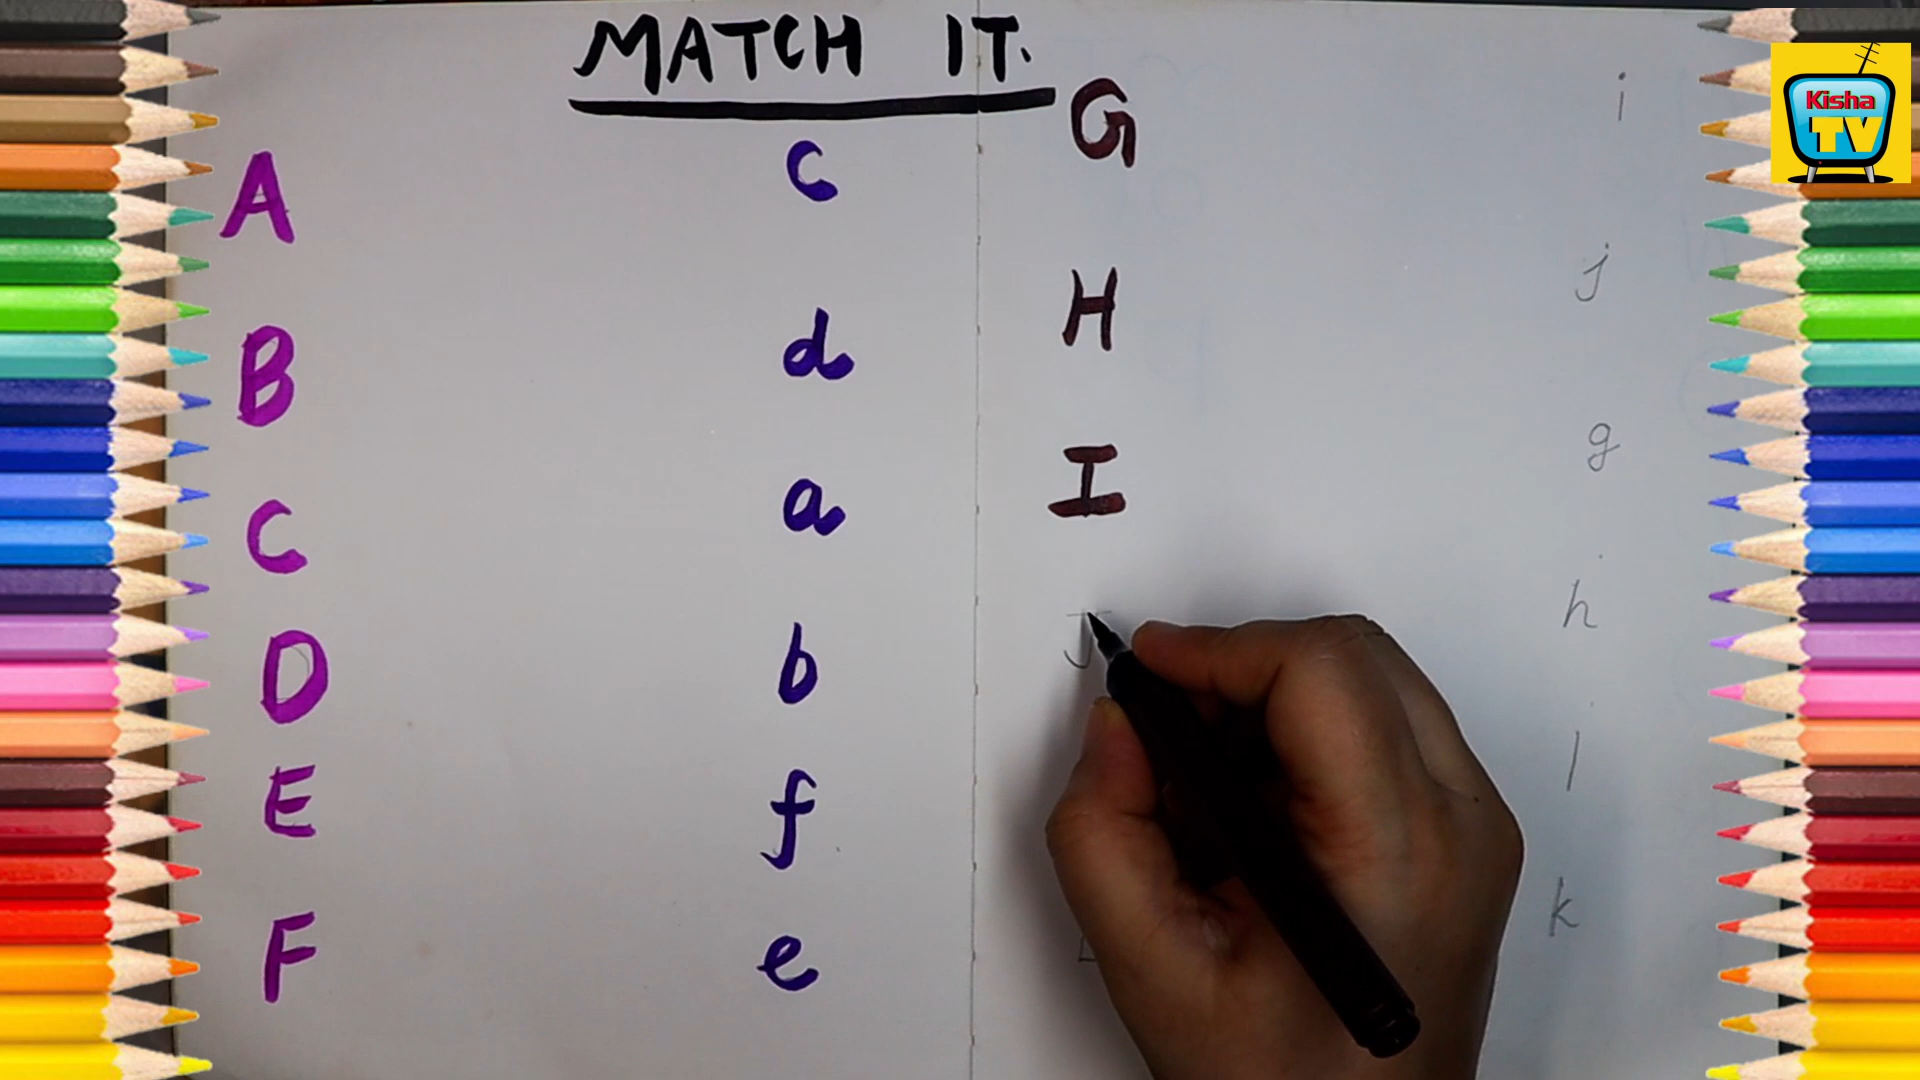 MATCH IT.
A c
B d
C a
D b
E f
F e
G i
H j
I g
J h
l
k
Kisha
TV